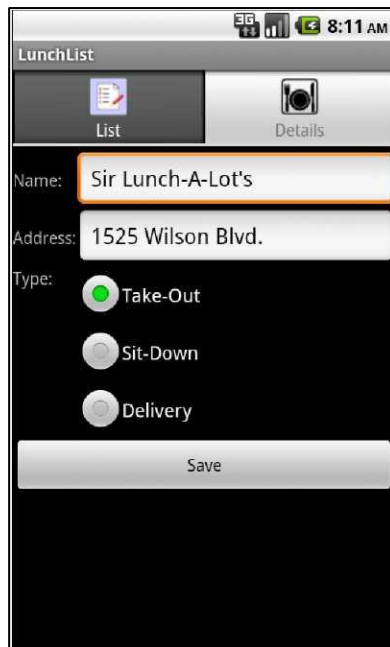 3G 8:11 AM
LunchList
List Details
Name: Sir Lunch-A-Lot's
Address: 1525 Wilson Blvd.
Type: Take-Out
Sit-Down
Delivery
Save